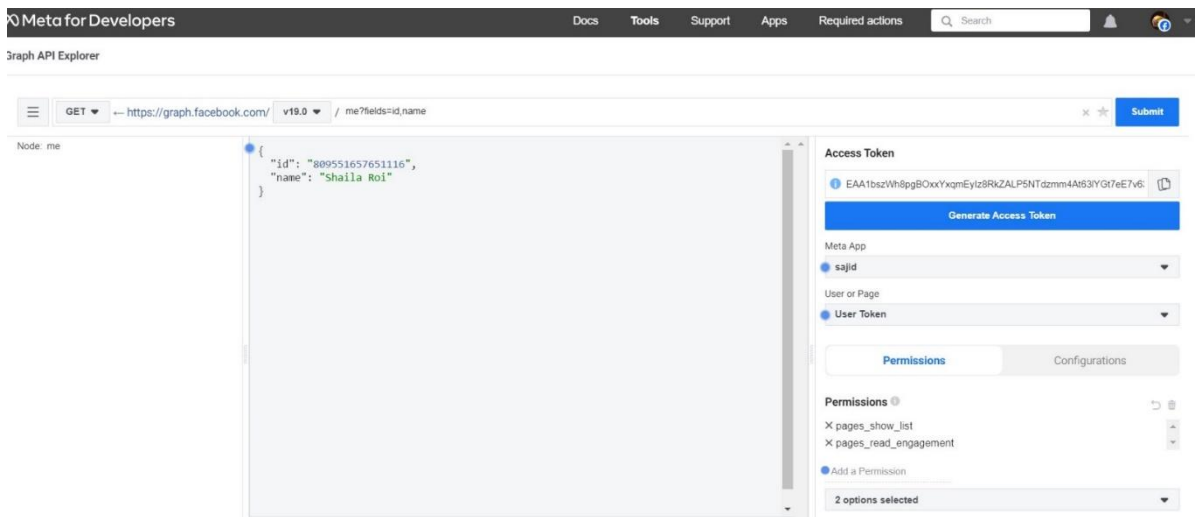 Meta for Developers Docs Tools Support Apps Required actions Search
Graph API Explorer
GET ← https://graph.facebook.com/ v19.0 / me?fields=id,name Submit
Node: me
{
"id": "809551657651116",
"name": "Shaila Roi"
}
Access Token
Generate Access Token
Meta App
sajid
User or Page
User Token
Permissions Configurations
Permissions
pages_show_list
pages_read_engagement
Add a Permission
2 options selected